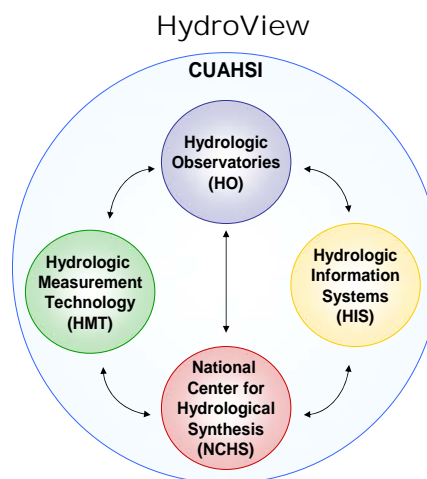 HydroView
CUAHSI
Hydrologic
Observatories
(HO)
Hydrologic
Measurement
Technology
(HMT)
Hydrologic
Information
Systems
(HIS)
National
Center for
Hydrological
Synthesis
(NCHS)